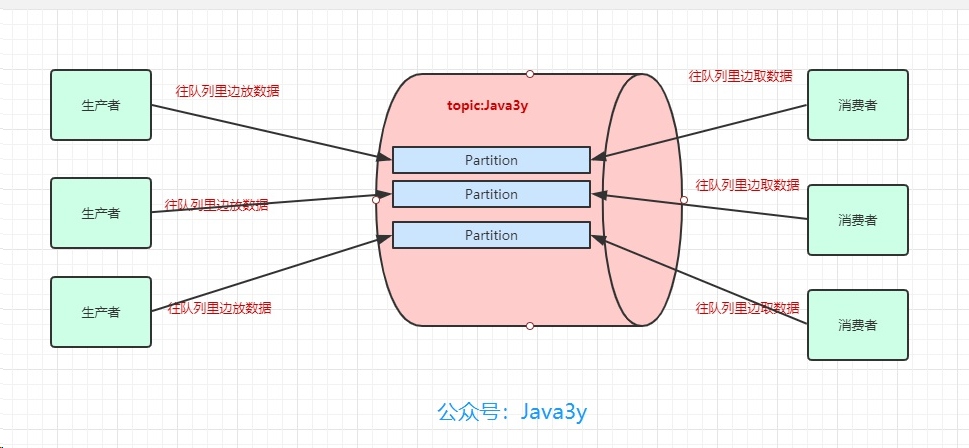 topic:Java3y
生产者
往队列里边放数据
Partition
往队列里边取数据
消费者
生产者
往队列里边放数据
Partition
往队列里边取数据
消费者
生产者
往队列里边放数据
Partition
往队列里边取数据
消费者
公众号：Java3y